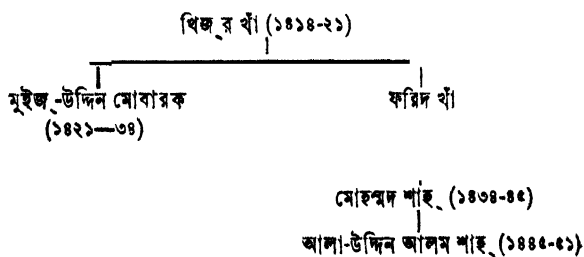 খিজ্‌র খাঁ (১৪১৪-২১)
মুইজ্‌-উদ্দিন মোবারক
(১৪২১—৩৪)
ফরিদ খাঁ
মোহম্মদ শাহ্‌ (১৪৩৪-৪৫)
আলা-উদ্দিন আলম শাহ্‌ (১৪৪৫-৫১)